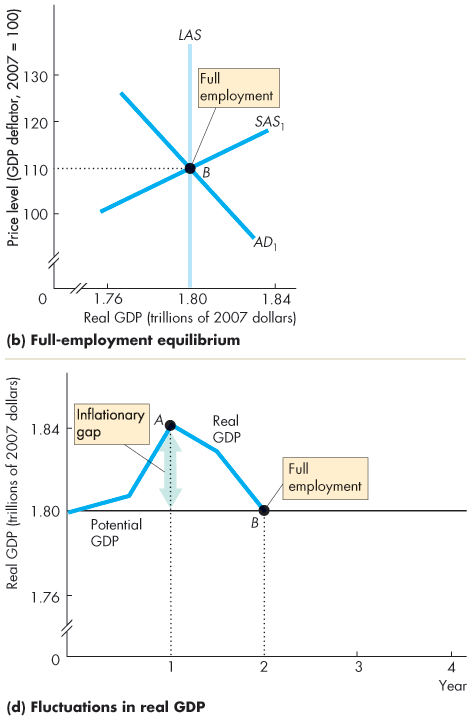 LAS
Price level (GDP deflator, 2007 = 100)
130
120
110
100
0
Full
employment
SAS1
B
AD1
1.76
1.80
1.84
Real GDP (trillions of 2007 dollars)
(b) Full-employment equilibrium
Real GDP (trillions of 2007 dollars)
1.84
1.80
1.76
0
Inflationary
gap
A
Real
GDP
Full
employment
Potential
GDP
B
1
2
3
4
Year
(d) Fluctuations in real GDP